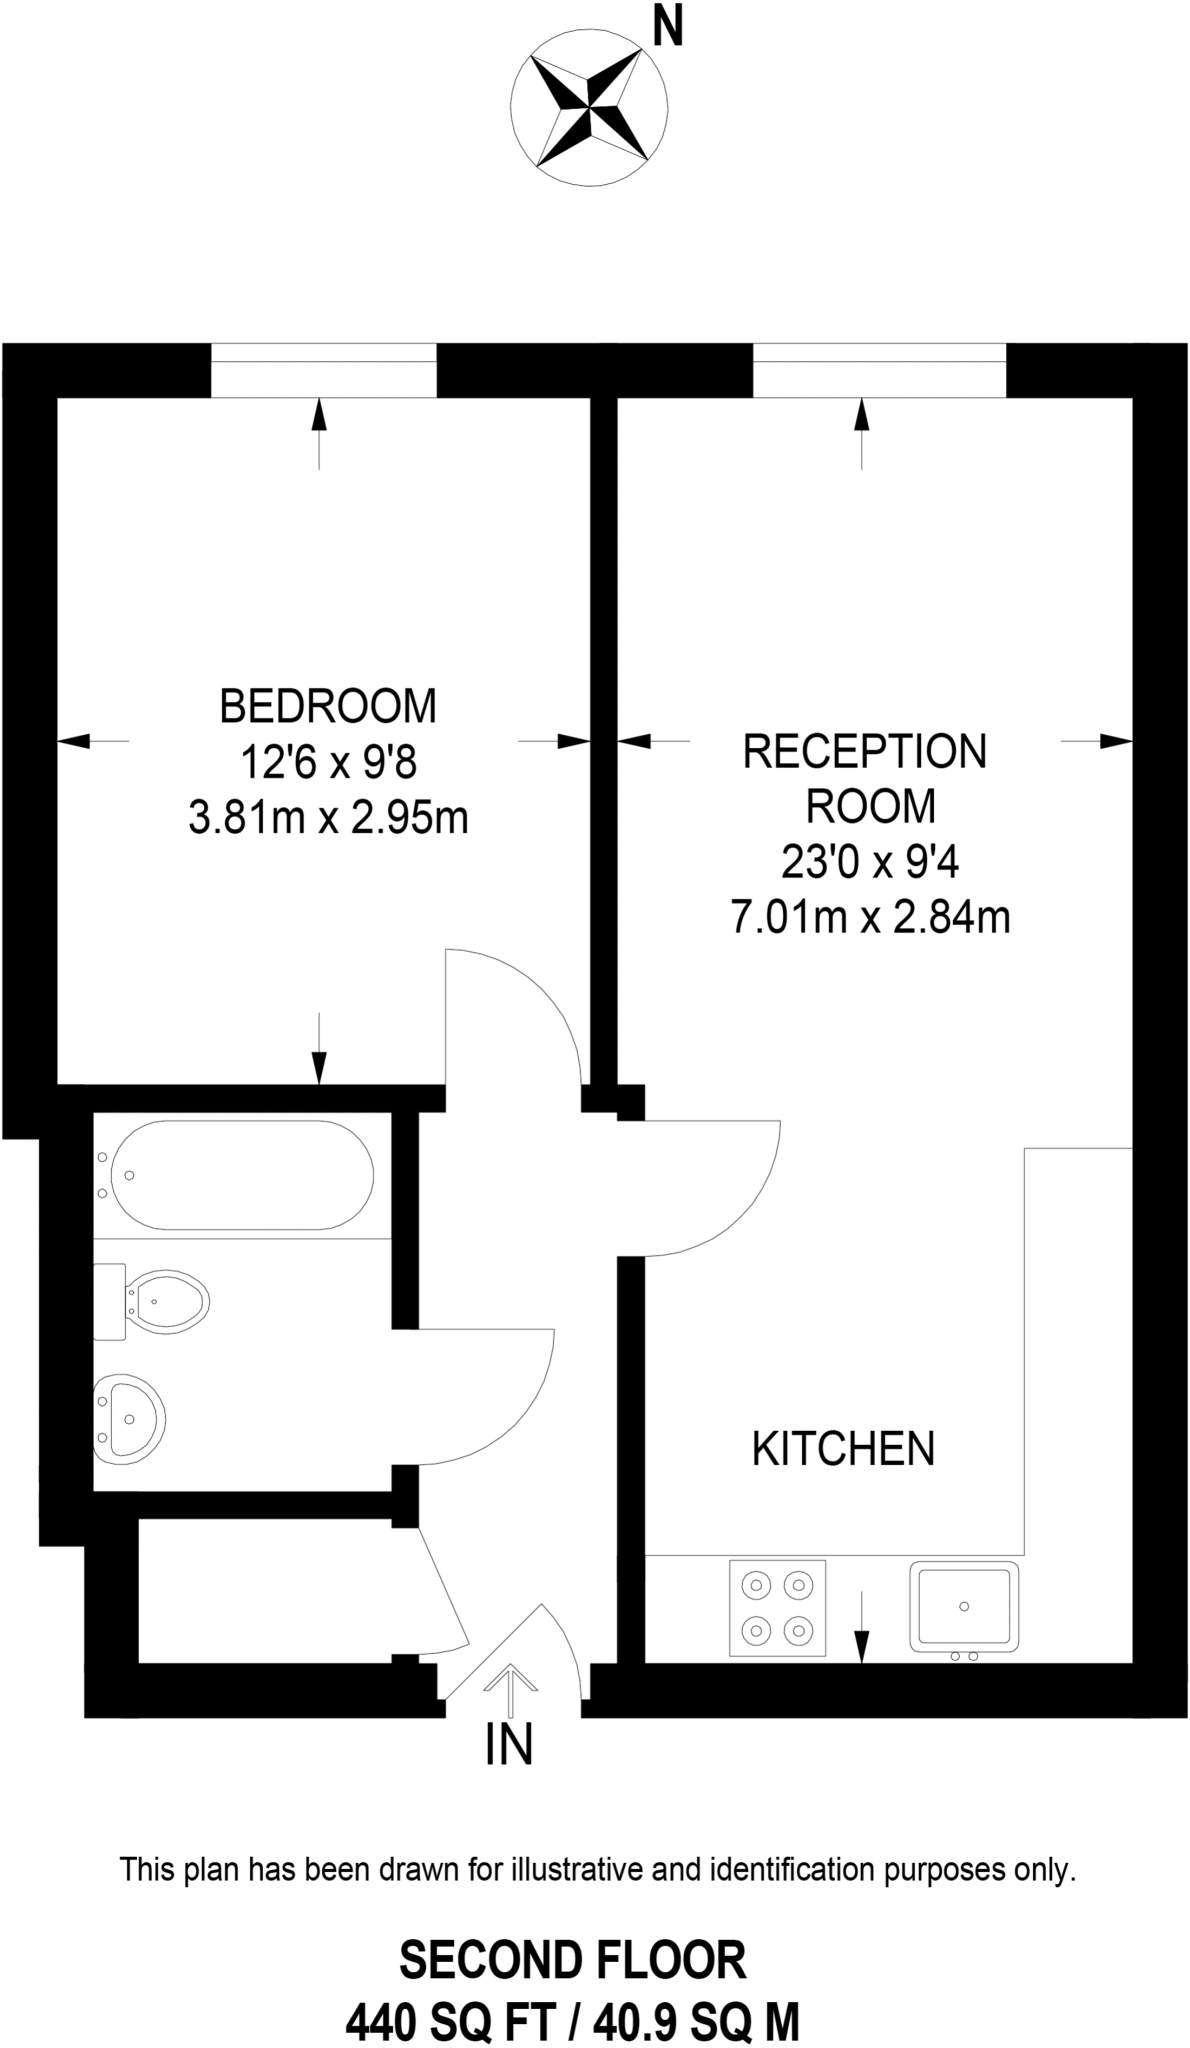 N
BEDROOM
12'6 x 9'8
3.81m x 2.95m
RECEPTION
ROOM
23'0 x 9'4
7.01m x 2.84m
KITCHEN
IN
This plan has been drawn for illustrative and identification purposes only.
SECOND FLOOR
440 SQ FT / 40.9 SQ M